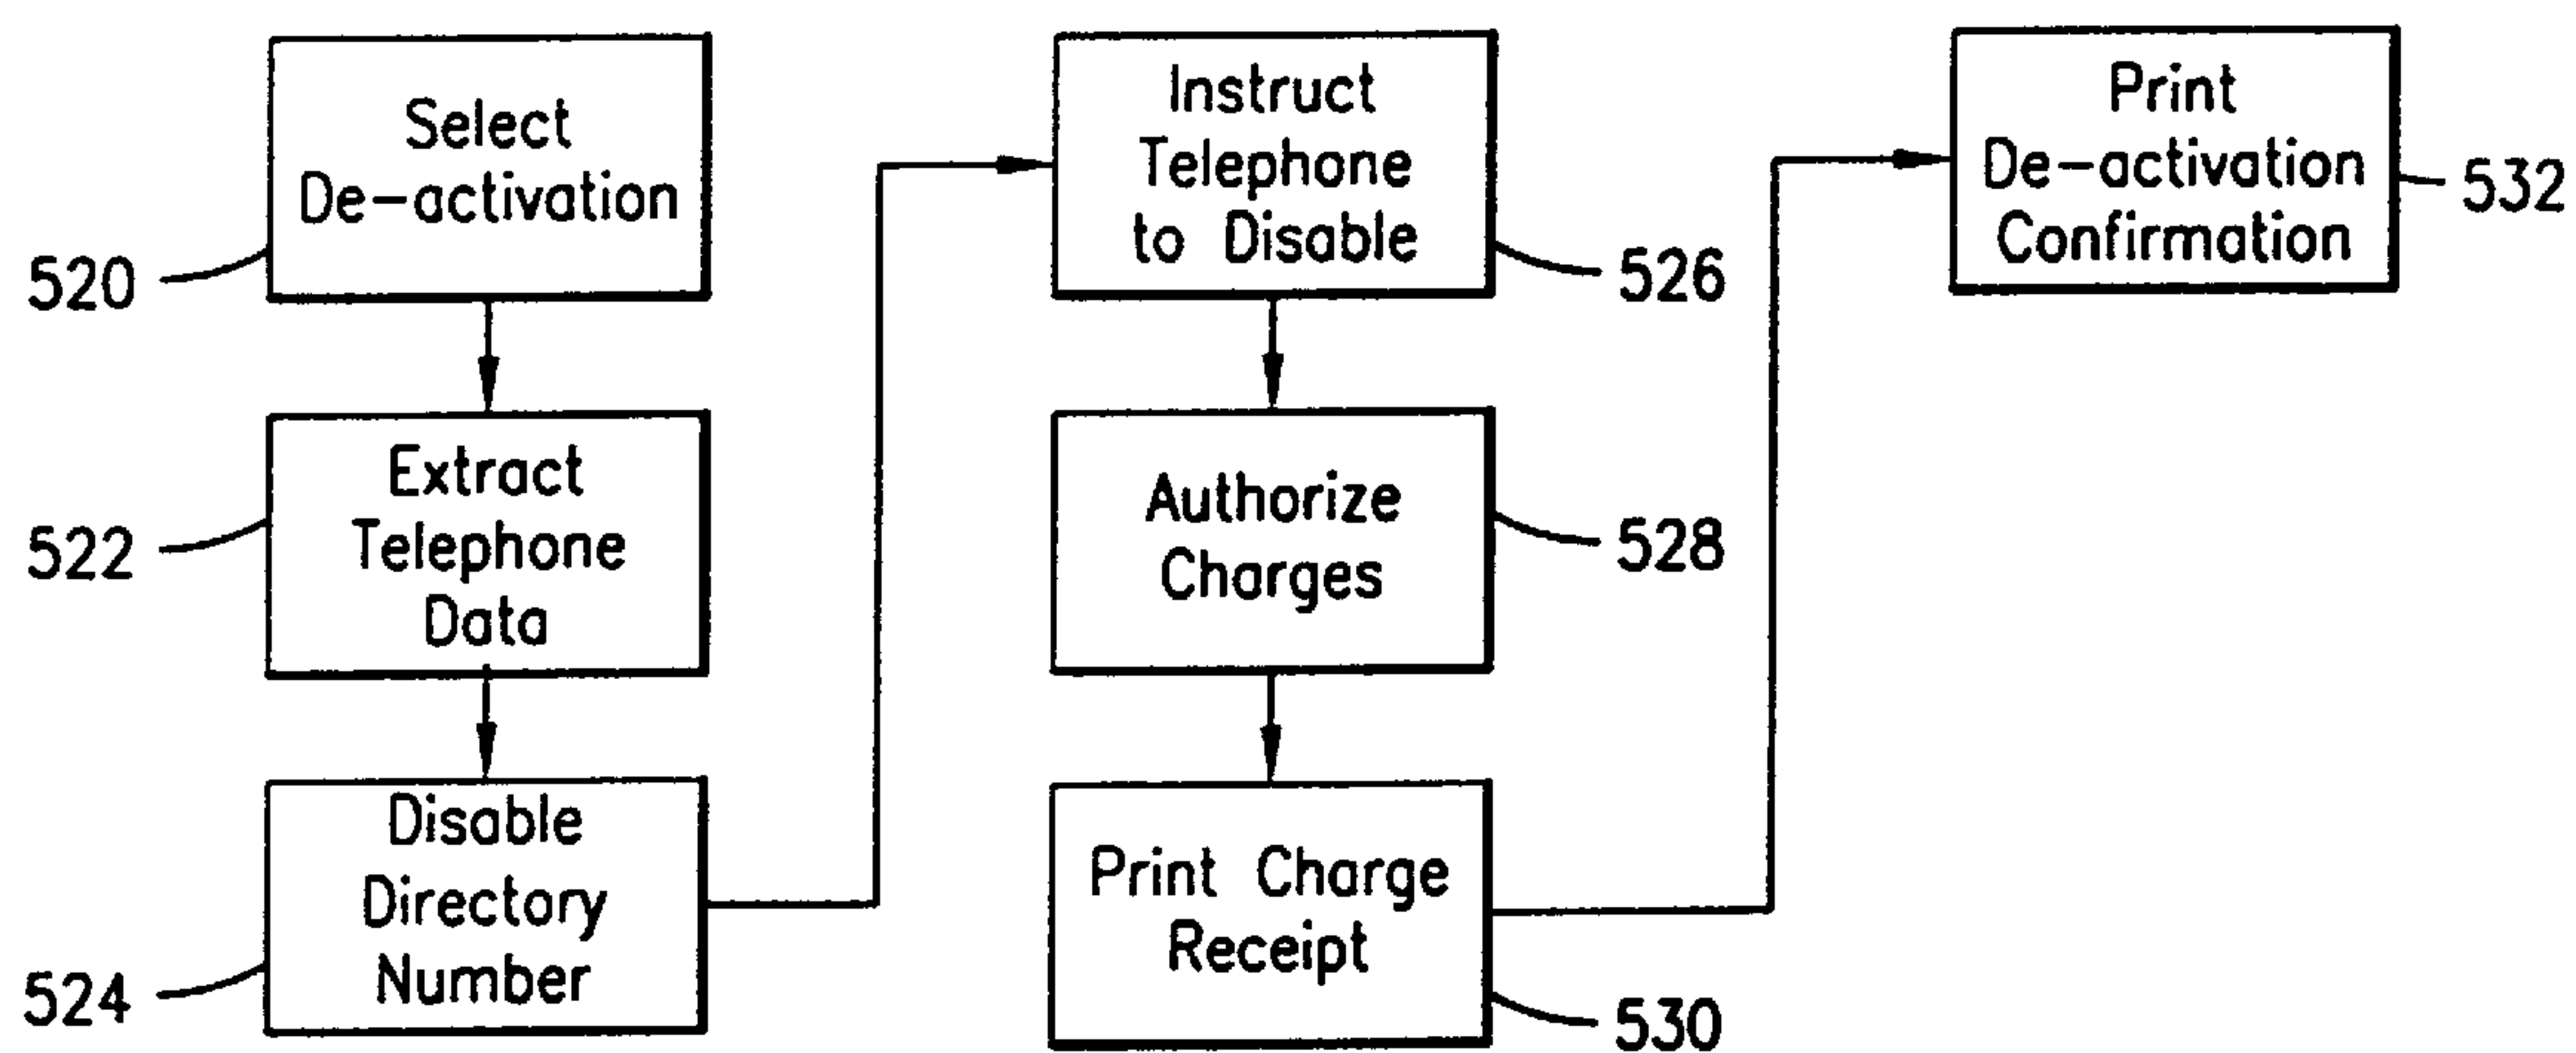 Select
De-activation
520
Extract
Telephone
Data
522
Disable
Directory
Number
524
Instruct
Telephone
to Disable
526
Authorize
Charges
528
Print Charge
Receipt
530
Print
De-activation
Confirmation
532